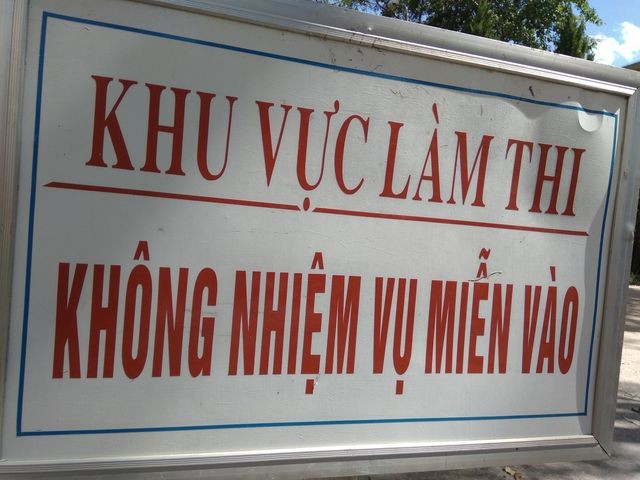 KHU VỰC LÀM THI
KHÔNG NHIỆM VỤ MIỄN VÀO